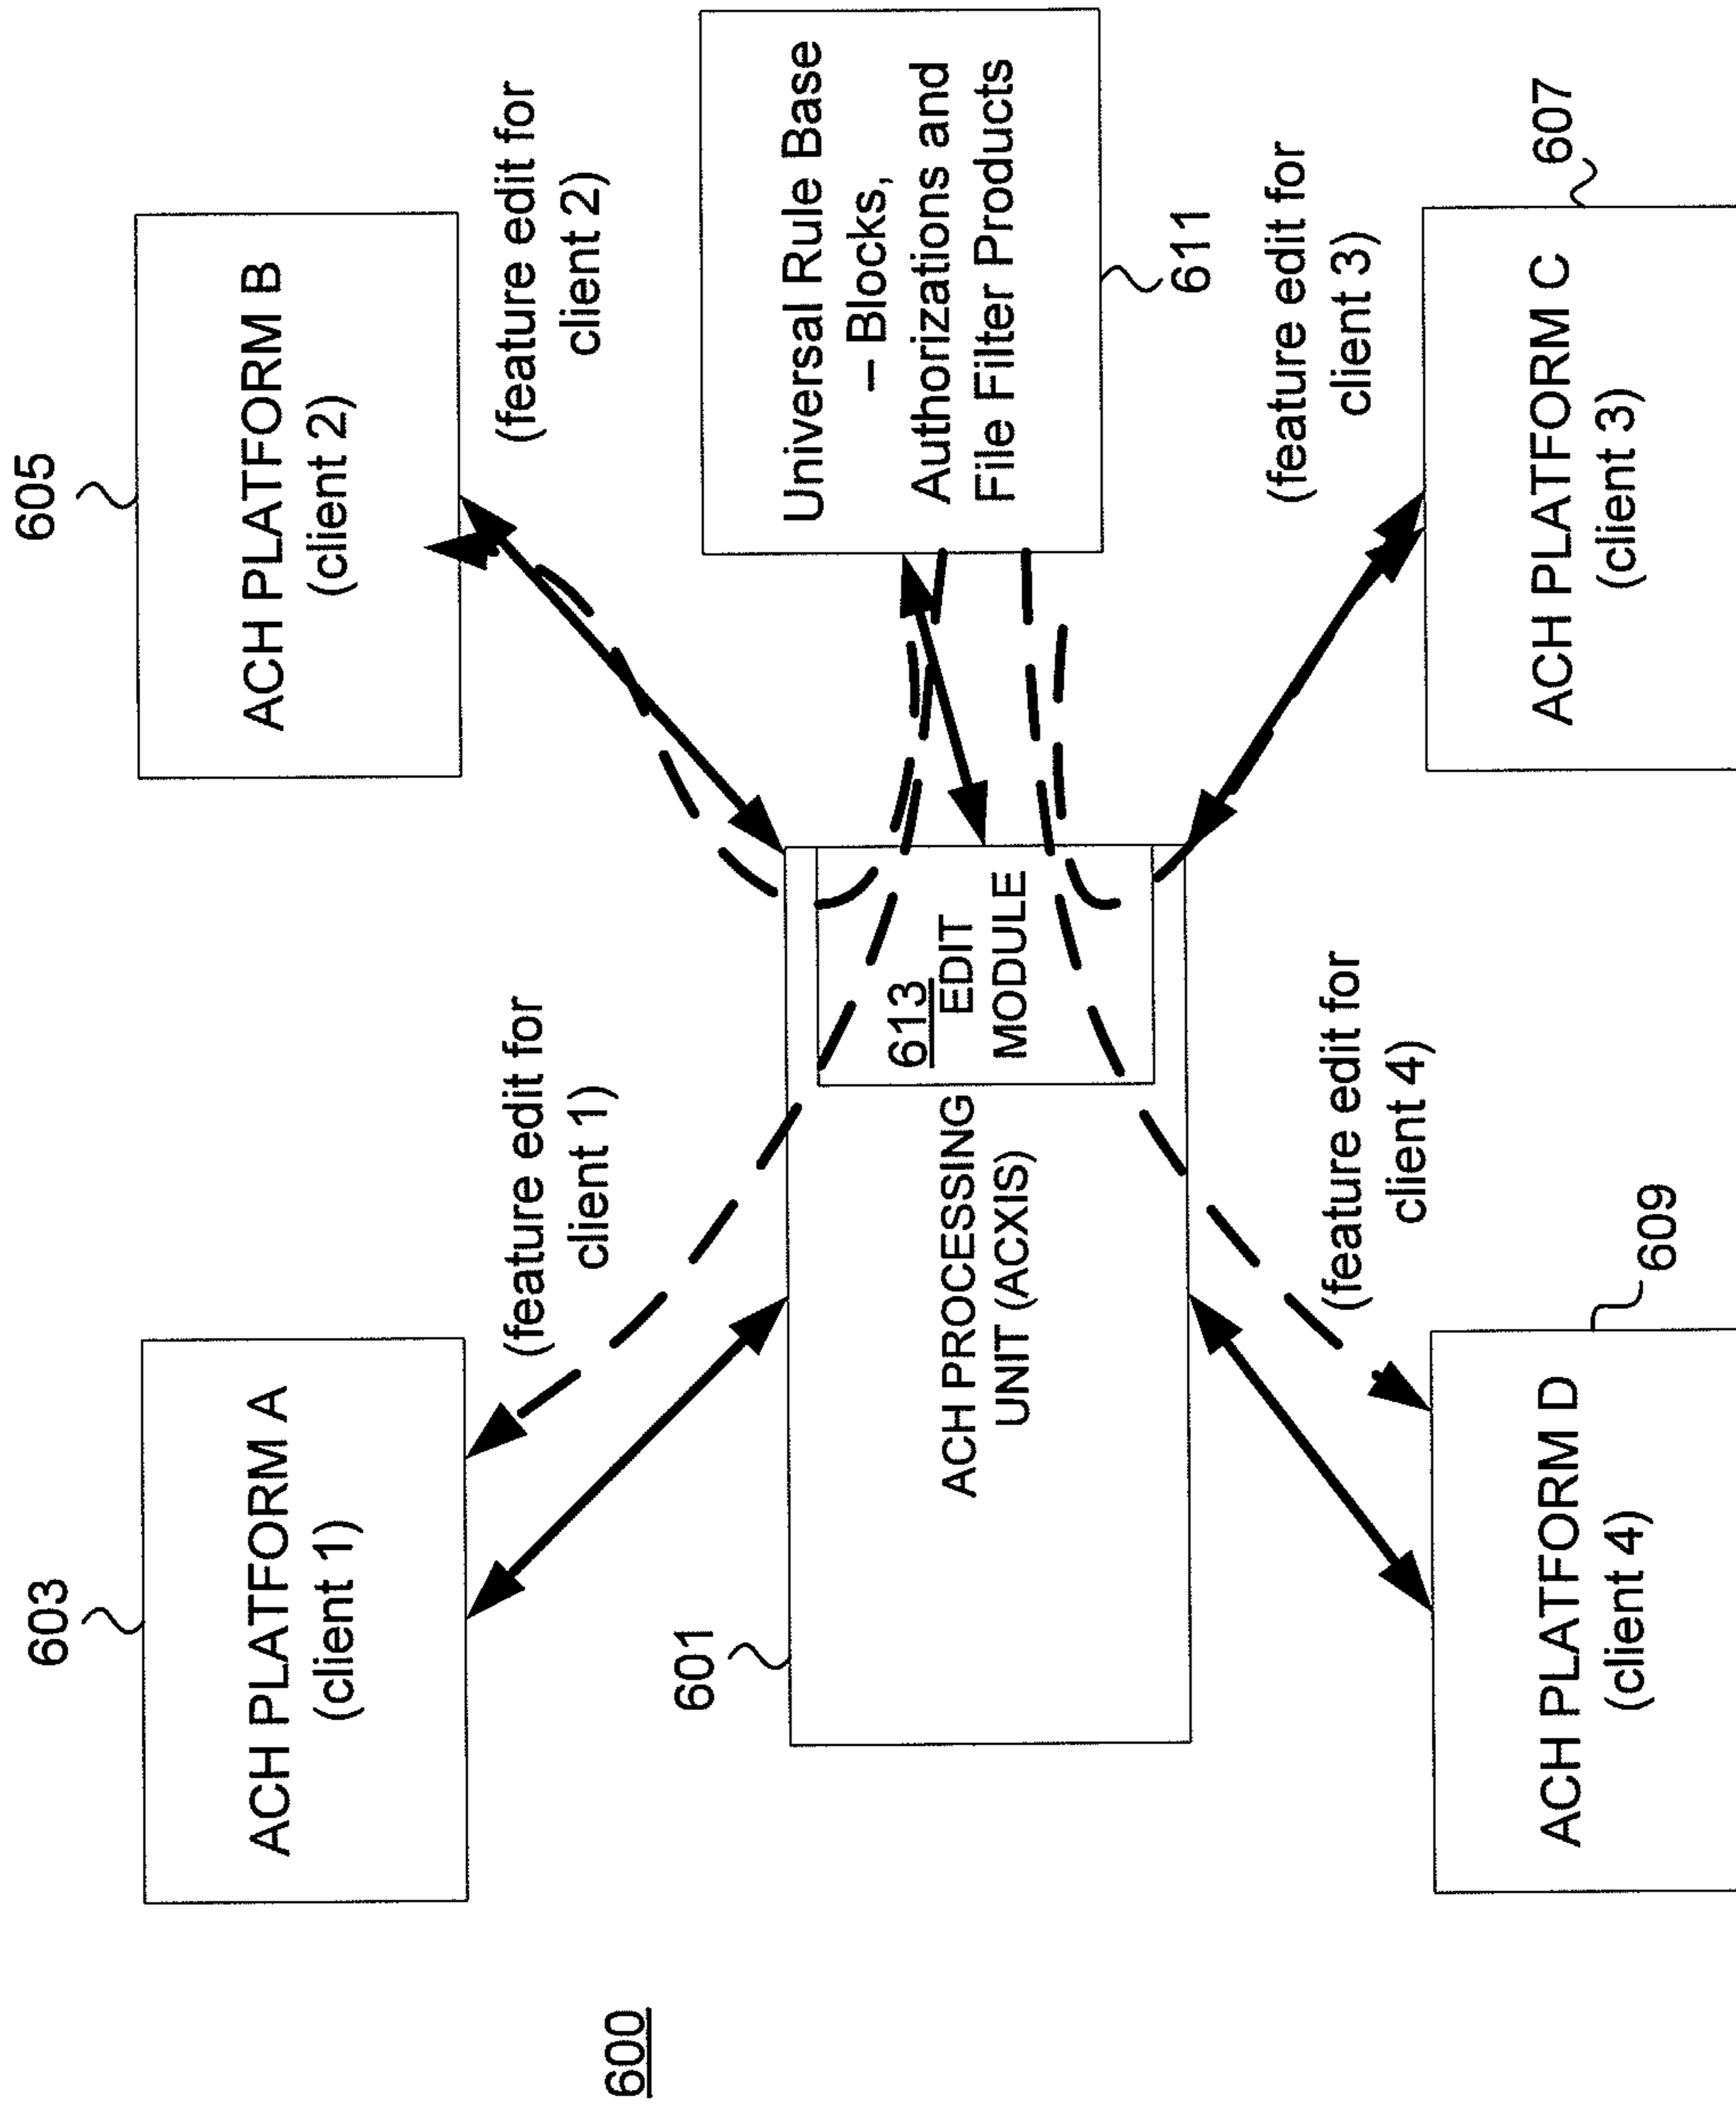 600
603
ACH PLATFORM A
(client 1)
605
ACH PLATFORM B
(client 2)
(feature edit for
client 1)
(feature edit for
client 2)
601
ACH PROCESSING
UNIT (ACXIS)
613
EDIT
MODULE
Universal Rule Base
– Blocks,
Authorizations and
File Filter Products
611
(feature edit for
client 4)
(feature edit for
client 3)
609
ACH PLATFORM D
(client 4)
607
ACH PLATFORM C
(client 3)